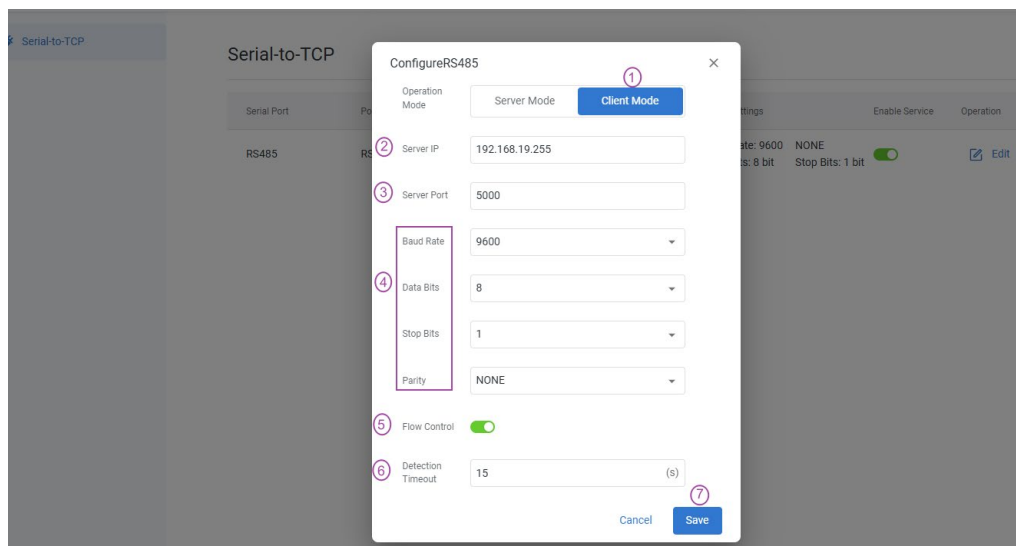 Serial-to-TCP
Serial-to-TCP
ConfigureRS485
1
Operation
Mode
Server Mode
Client Mode
Serial Port
Po
ttings
Enable Service
Operation
RS485
RS
ate: 9600 NONE
ts: 8 bit Stop Bits: 1 bit
Edit
2 Server IP 192.168.19.255
3 Server Port 5000
Baud Rate 9600
4 Data Bits 8
Stop Bits 1
Parity NONE
5 Flow Control
6 Detection
Timeout
15 (s)
7
Cancel Save